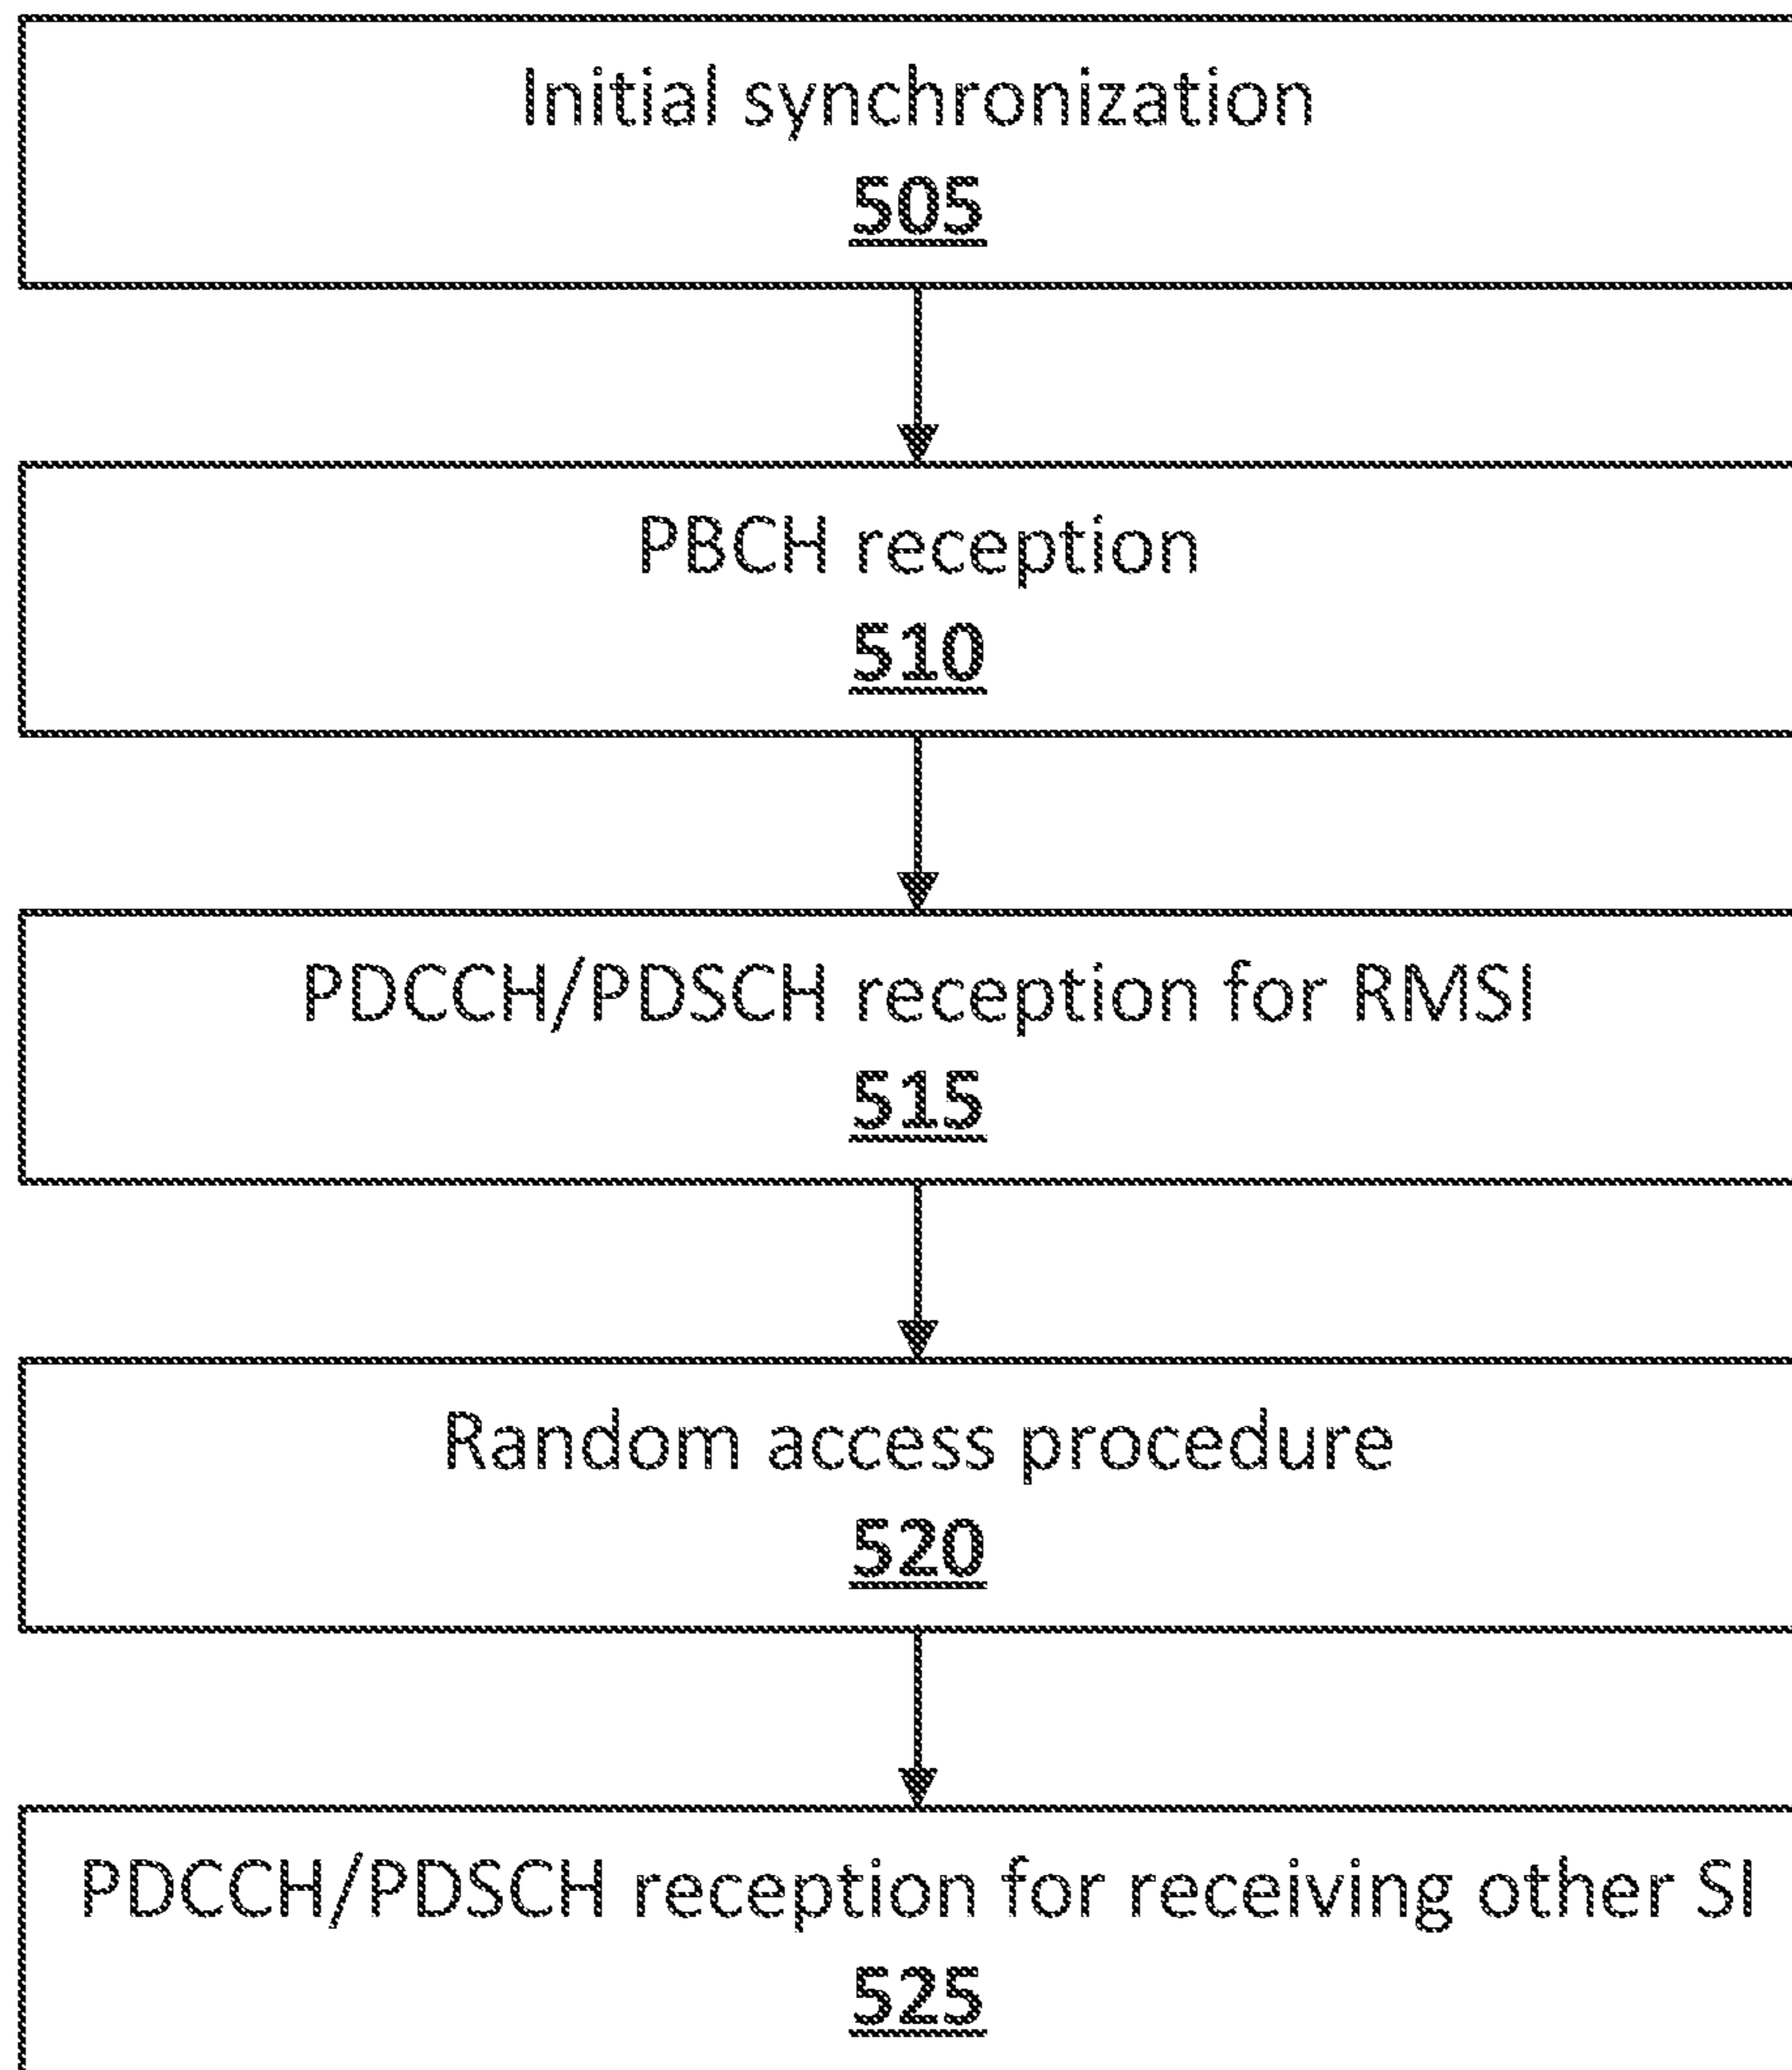 Initial synchronization
505
PBCH reception
510
PDCCH/PDSCH reception for RMSI
515
Random access procedure
520
PDCCH/PDSCH reception for receiving other SI
525